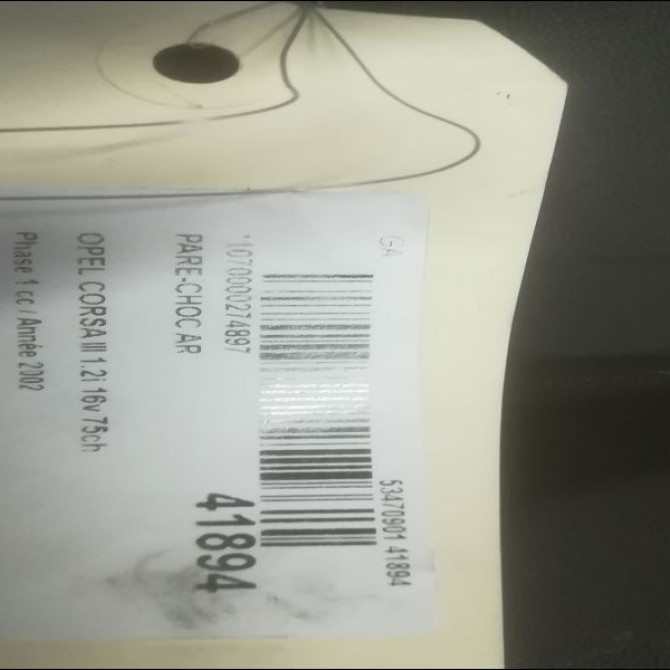 GA
53470901 41894
*1070000274897
41894
PARE-CHOC AR
OPEL CORSA III 1.2i 16v 75ch
Phase 1 cc / Année 2002